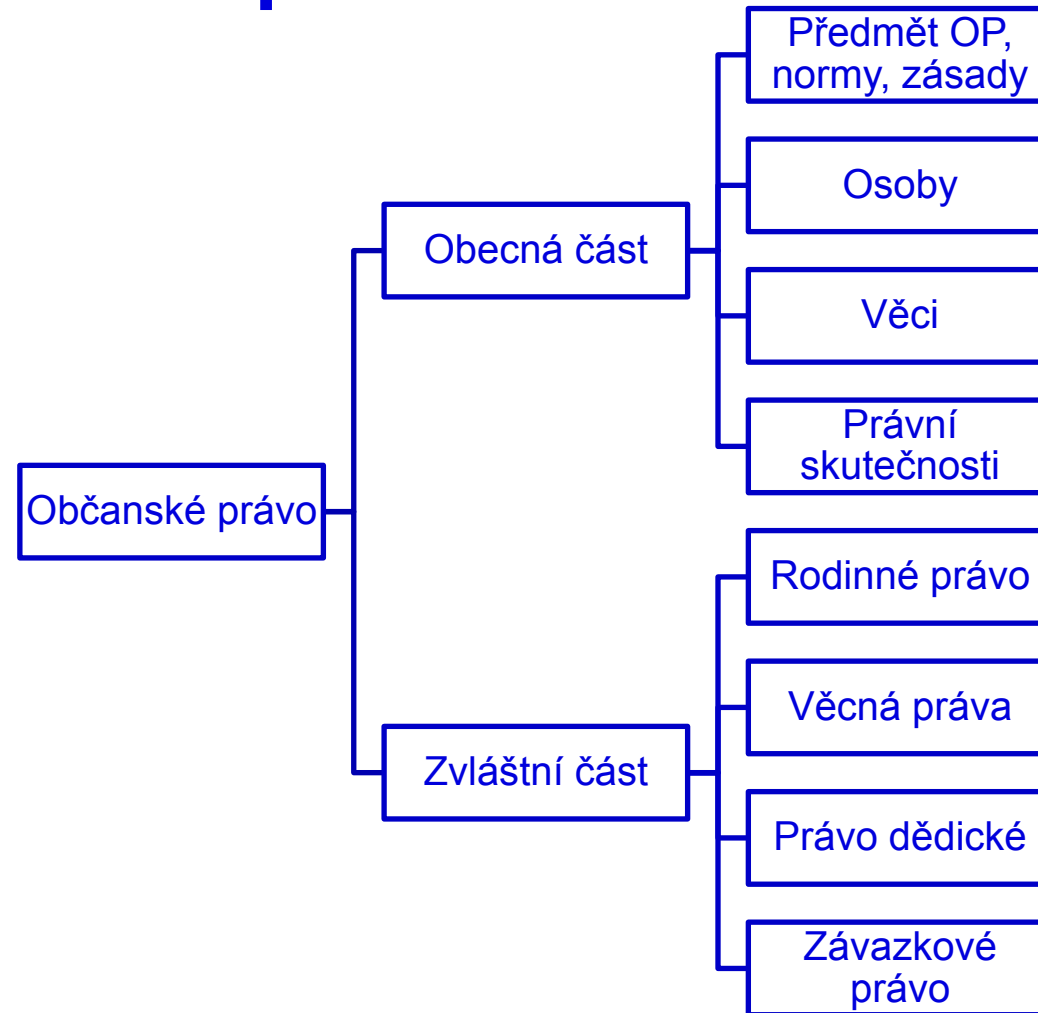 Předmět OP,
normy, zásady
Osoby
Obecná část
Věci
Právní
skutečnosti
Občanské právo
Rodinné právo
Věcná práva
Zvláštní část
Právo dědické
Závazkové
právo